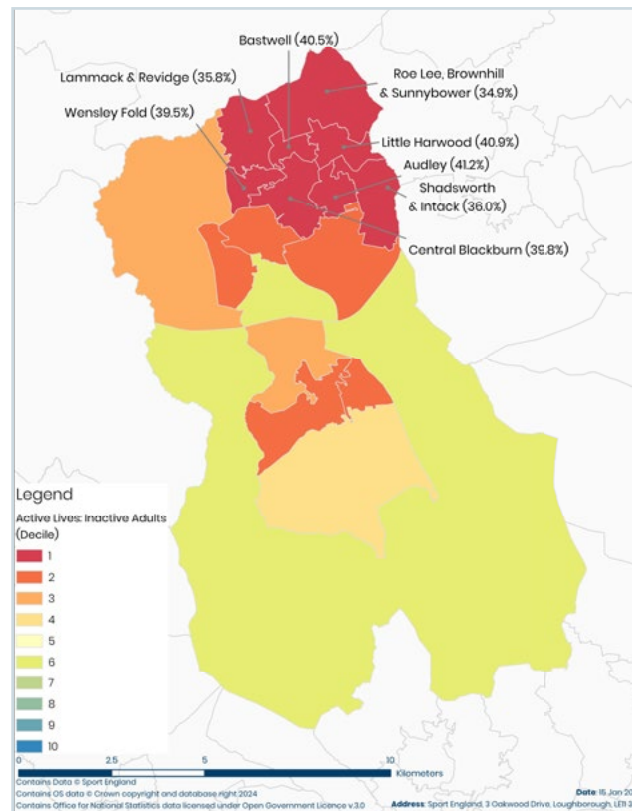 Bastwell (40.5%)
Lammack & Revidge (35.8%)
Roe Lee, Brownhill
& Sunnybower (34.9%)
Wensley Fold (39.5%)
Little Harwood (40.9%)
Audley (41.2%)
Shadsworth
& Intack (36.0%)
Central Blackburn (39.8%)
Legend
Active Lives: Inactive Adults
(Decile)
1
2
3
4
5
6
7
8
9
10
0 2.5 5 10
Kilometers
Contains Data © Sport England
Contains OS data © Crown copyright and database right 2024
Contains Office for National Statistics data licensed under Open Government Licence v.3.0
Date: 15 Jan 20
Address: Sport England, 3 Oakwood Drive, Loughborough, LE11 3